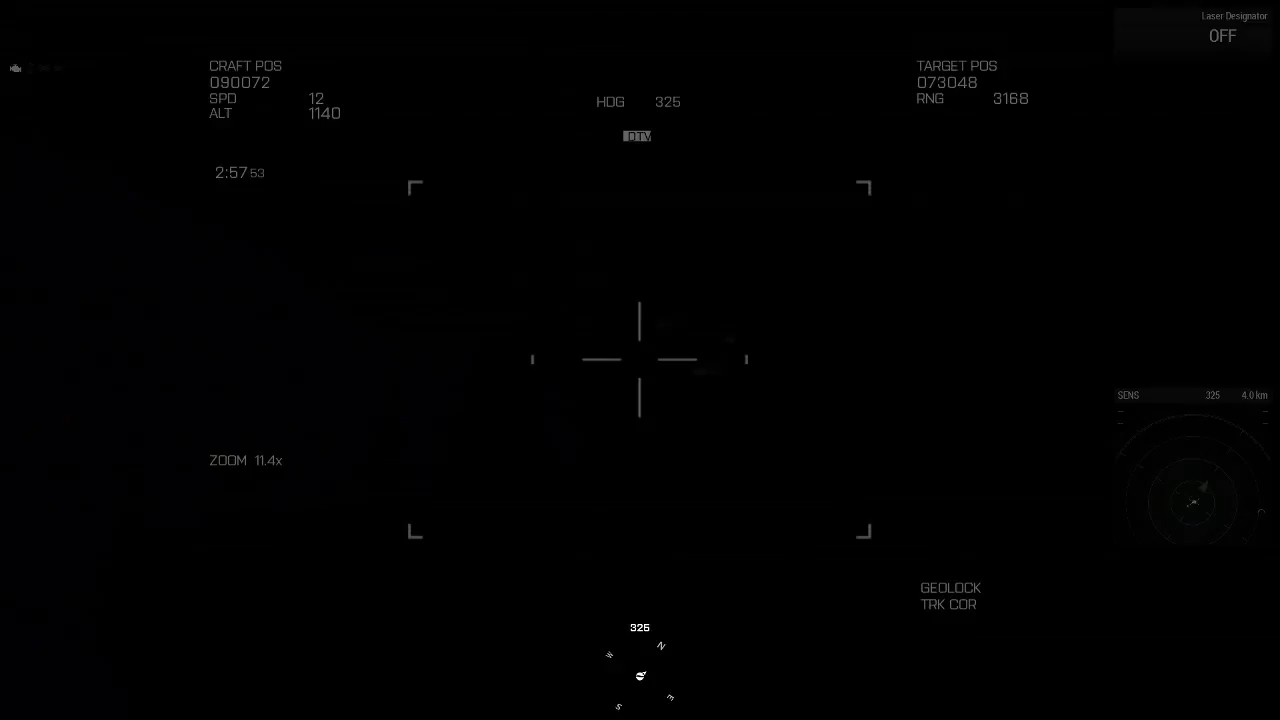 Laser Designator
OFF
CRAFT POS
090072
SPD 12
ALT 1140
HDG 325
DTV
TARGET POS
073048
RNG 3168
2:57 53
SENS 325 4.0 km
ZOOM 11.4x
GEOLOCK
TRK COR
325
N
W
E
S